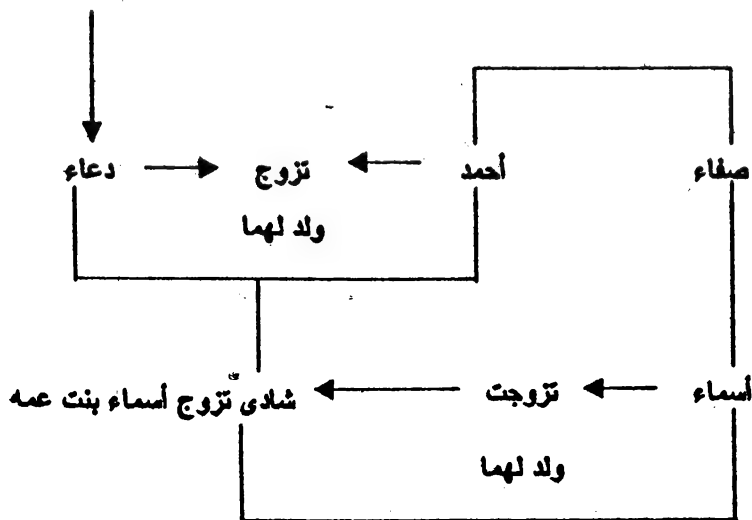 صفاء أحمد تزوج دعاء
ولد لهما
أسماء تزوجت شادى تزوج أسماء بنت عمه
ولد لهما